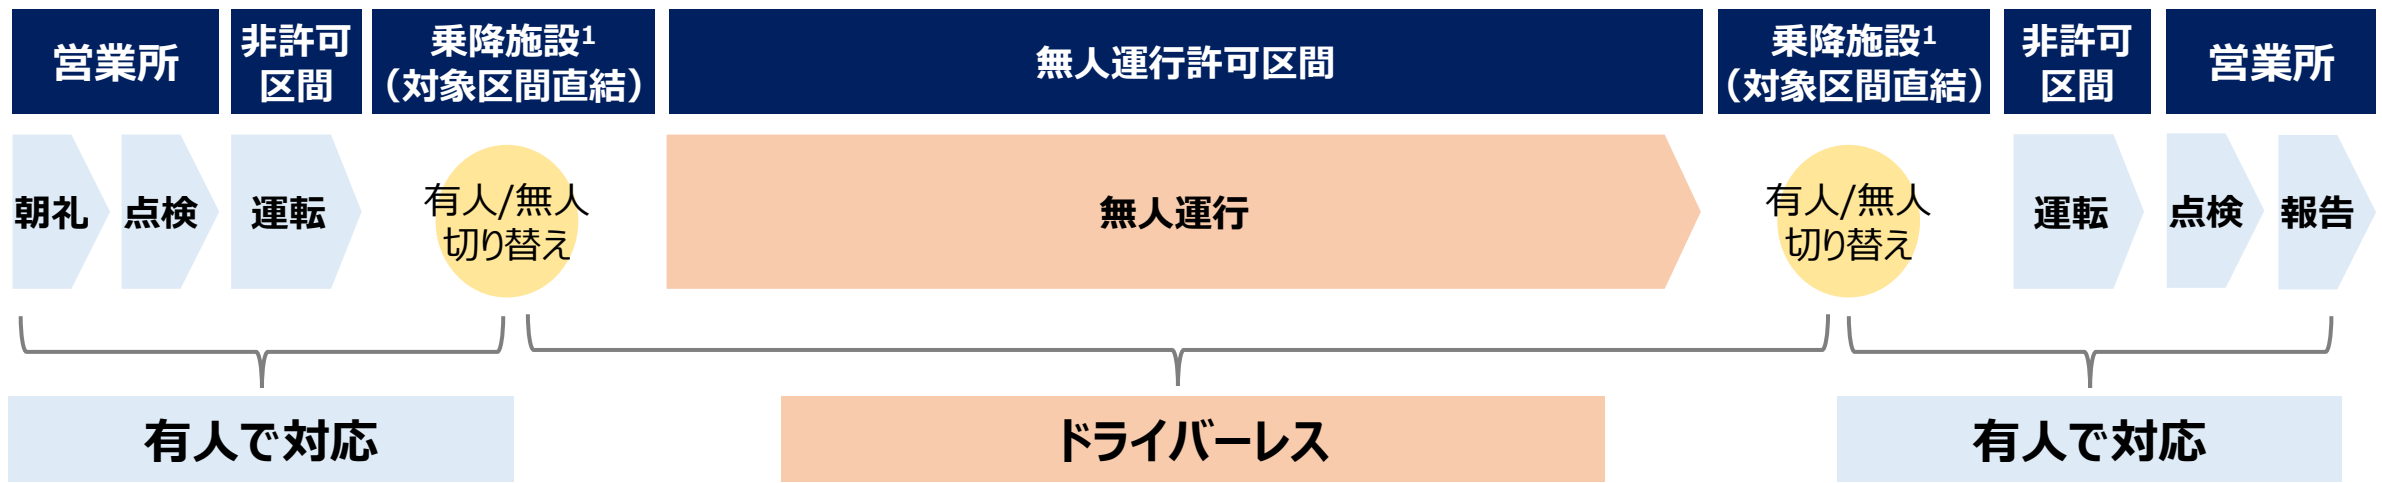 営業所
非許可
区間
乗降施設1
（対象区間直結）
無人運行許可区間
乗降施設1
（対象区間直結）
非許可
区間
営業所
朝礼
点検
運転
有人/無人
切り替え
無人運行
有人/無人
切り替え
運転
点検
報告
有人で対応
ドライバーレス
有人で対応